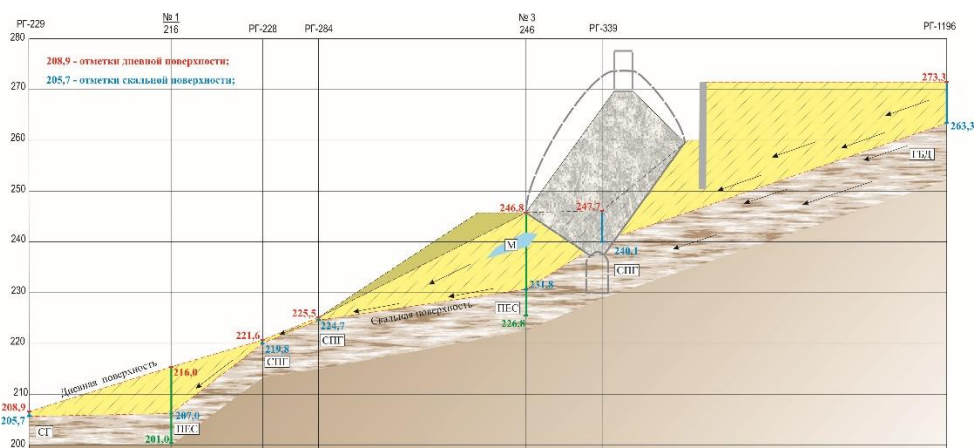 РГ-229
№ 1
216
РГ-228
РГ-284
№ 3
246
РГ-339
РГ-1196
280
208,9 - отметки дневной поверхности;
205,7 - отметки скальной поверхности;
270
273,3
263,3
260
ГБД
250
246,8
247,7
240
М
240,1
СПГ
231,8
230
ПЕС
226,8
225,5
224,7
Скальная поверхность
СПГ
221,6
220
219,8
СПГ
Дневная поверхность
216,0
210
208,9
205,7
207,0
ПЕС
СГ
201,0
200